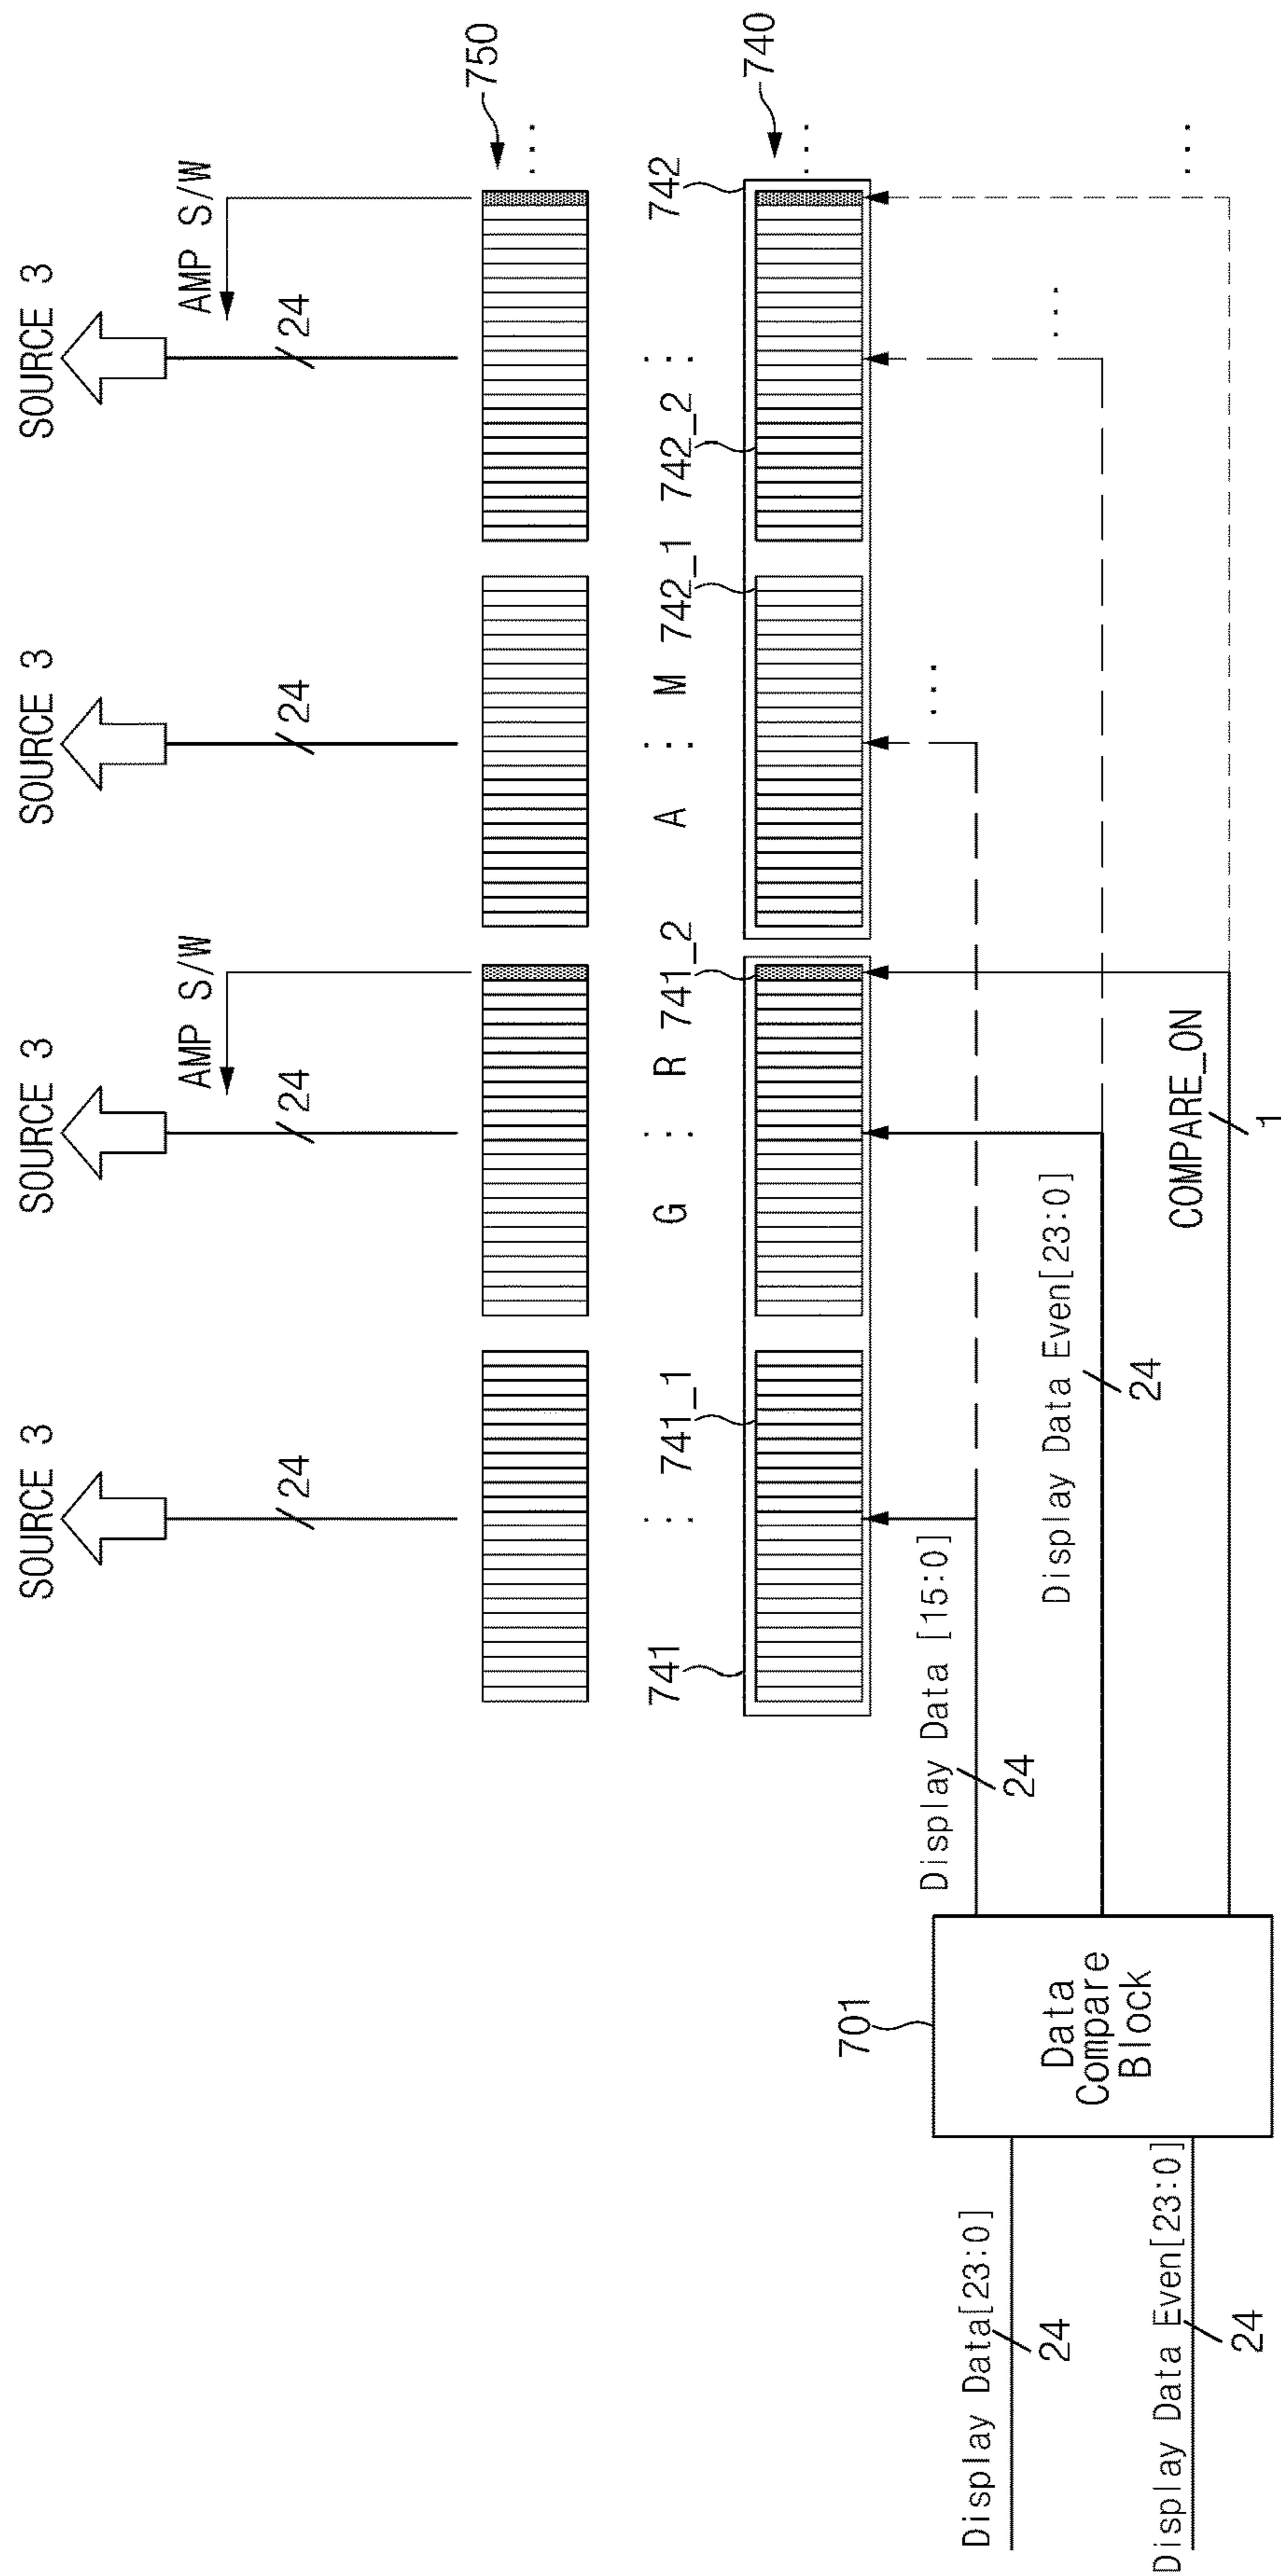 SOURCE 3
SOURCE 3
SOURCE 3
SOURCE 3
AMP S/W
AMP S/W
24
24
24
24
750
...
G R A M
741
741_1
741_2
742_1
742_2
742
740
...
Display Data [15:0]
24
...
Display Data Even[23:0]
24
...
COMPARE_ON
1
...
701
Data
Compare
Block
Display Data[23:0]
24
Display Data Even[23:0]
24